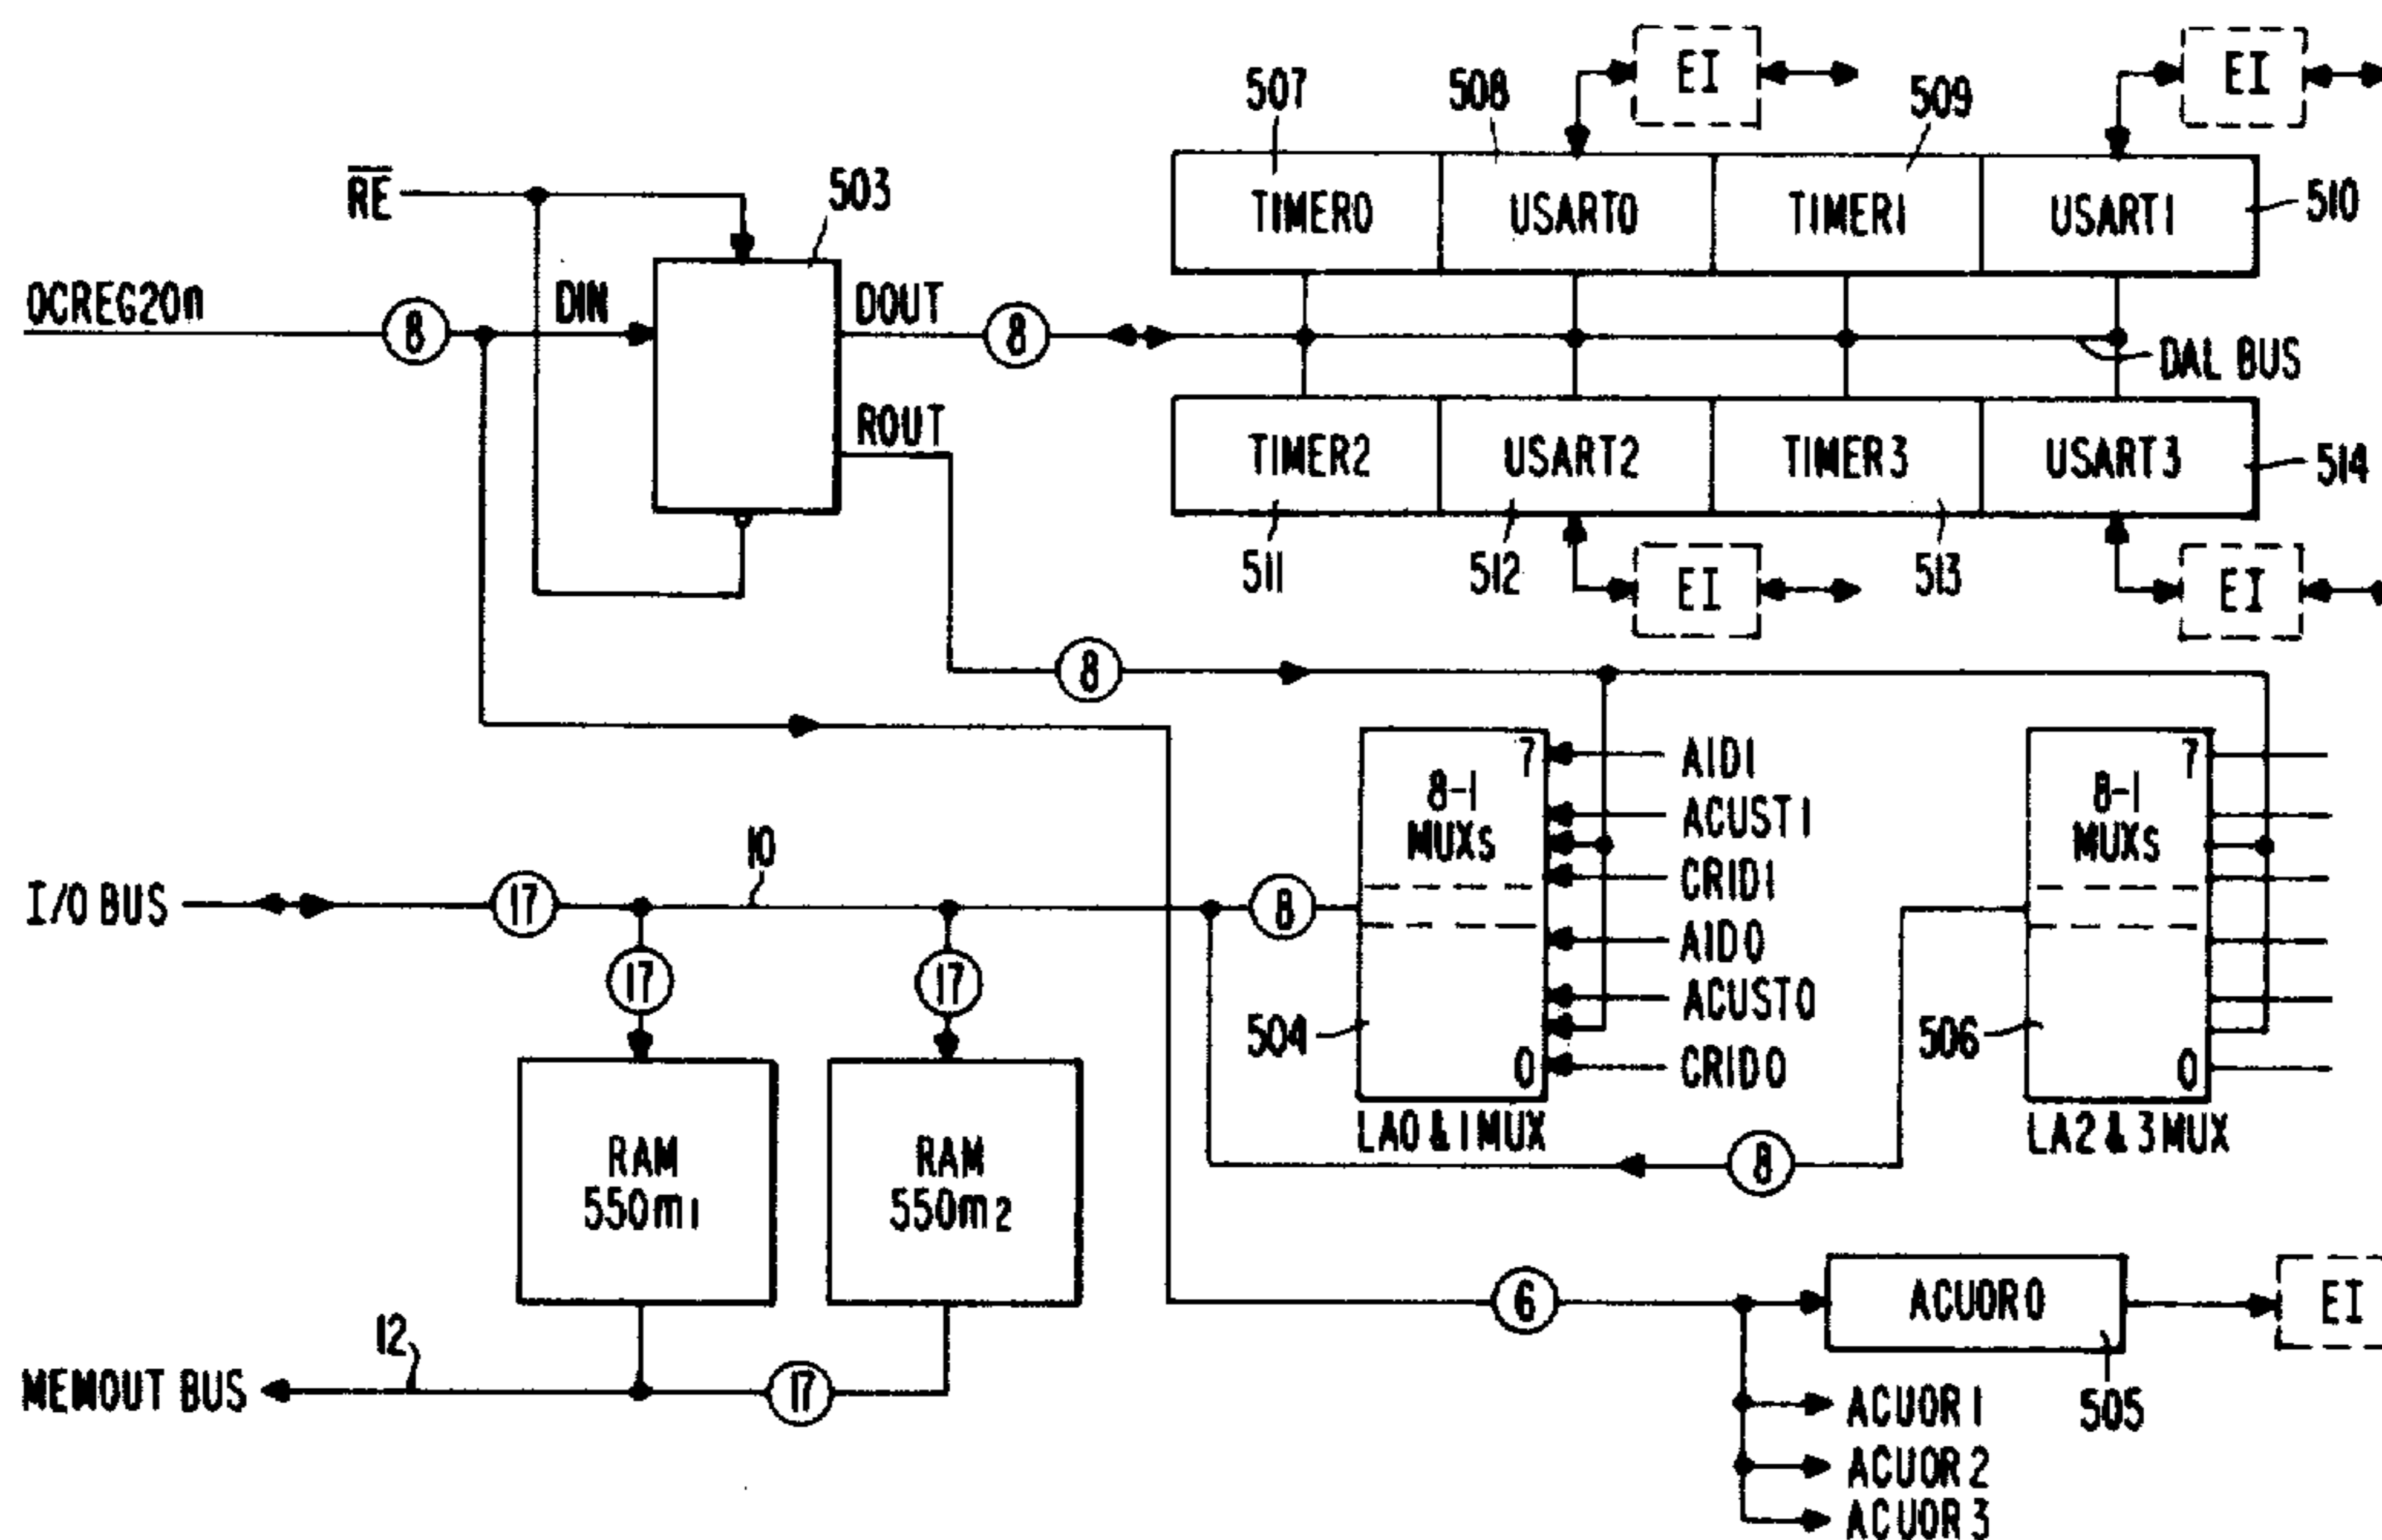 EI EI
507 508 509
RE 503
TIMER0 USART0 TIMER1 USART1 510
OCREG20n 8 DIN DOUT 8
DAL BUS
ROUT
TIMER2 USART2 TIMER3 USART3 514
511 512 EI 513 EI
8
7 AID1 7
8-1 MUXs ACUST1 8-1 MUXs
10
I/O BUS 17 8 CRID1
17 17 AID0
504 ACUST0 506
0 CRID0 0
LA0 & 1 MUX LA2 & 3 MUX
RAM RAM 8
550m1 550m2
6 ACUOR0 EI
12
MEMOUT BUS 17 ACUOR1 505
ACUOR2
ACUOR3